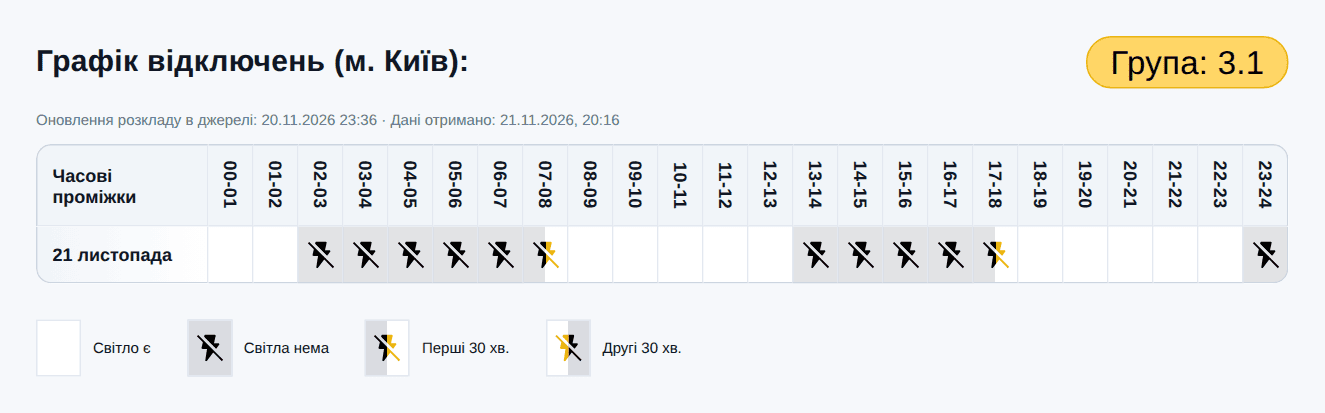 Графік відключень (м. Київ):
Група: 3.1
Оновлення розкладу в джерелі: 20.11.2026 23:36 · Дані отримано: 21.11.2026, 20:16
Часові
проміжки
00-01
01-02
02-03
03-04
04-05
05-06
06-07
07-08
08-09
09-10
10-11
11-12
12-13
13-14
14-15
15-16
16-17
17-18
18-19
19-20
20-21
21-22
22-23
23-24
21 листопада
Світло є
Світла нема
Перші 30 хв.
Другі 30 хв.